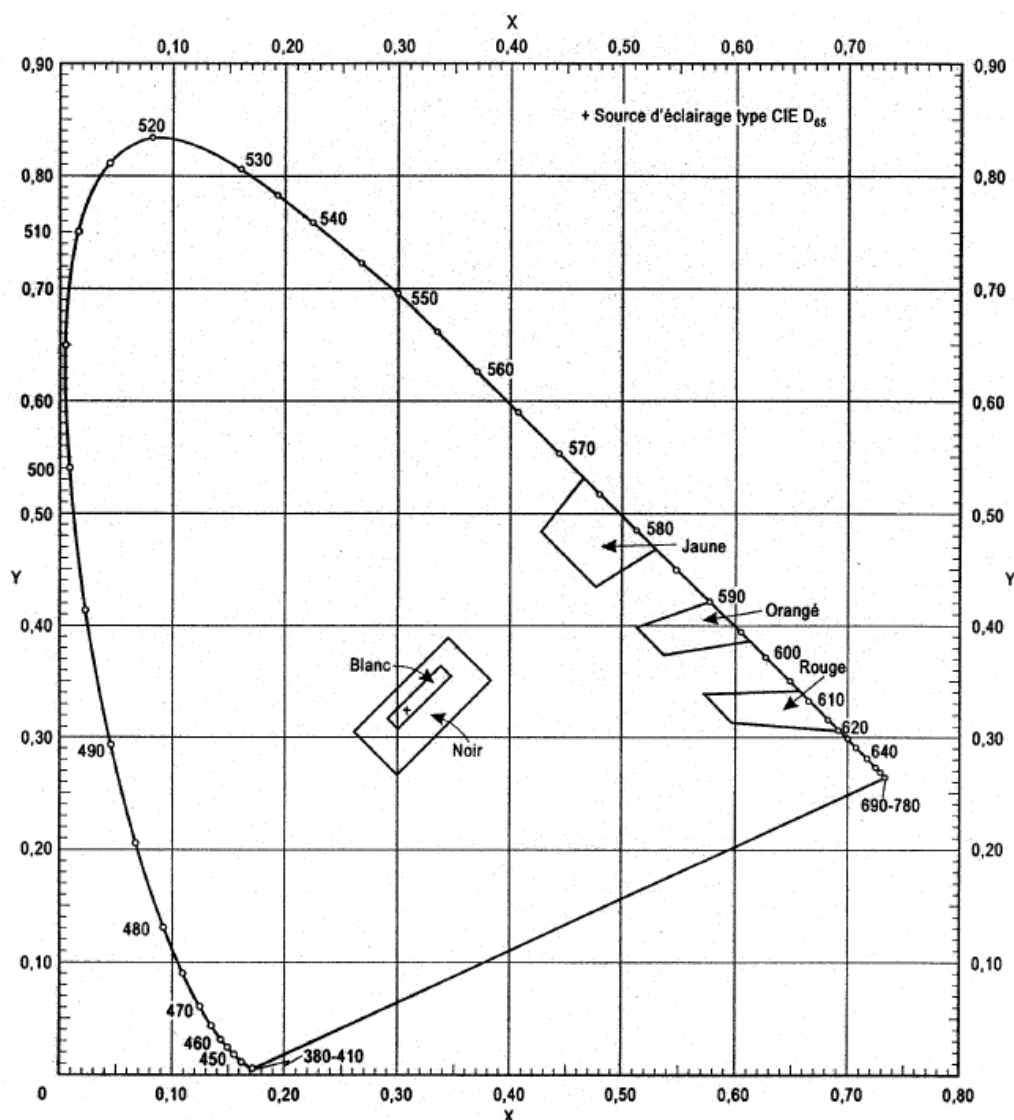 X
0,10 0,20 0,30 0,40 0,50 0,60 0,70
0,90 0,90
+ Source d'éclairage type CIE D65
520
530
0,80 0,80
510 540
0,70 550 0,70
560
0,60 0,60
570
500
0,50 580 0,50
Jaune
Y Y
590
Orangé
0,40 0,40
600
Blanc Rouge
610
620
0,30 0,30
490 Noir 640
690-780
0,20 0,20
480
0,10 0,10
470
460
450 380-410
0 0,10 0,20 0,30 0,40 0,50 0,60 0,70 0,80
X